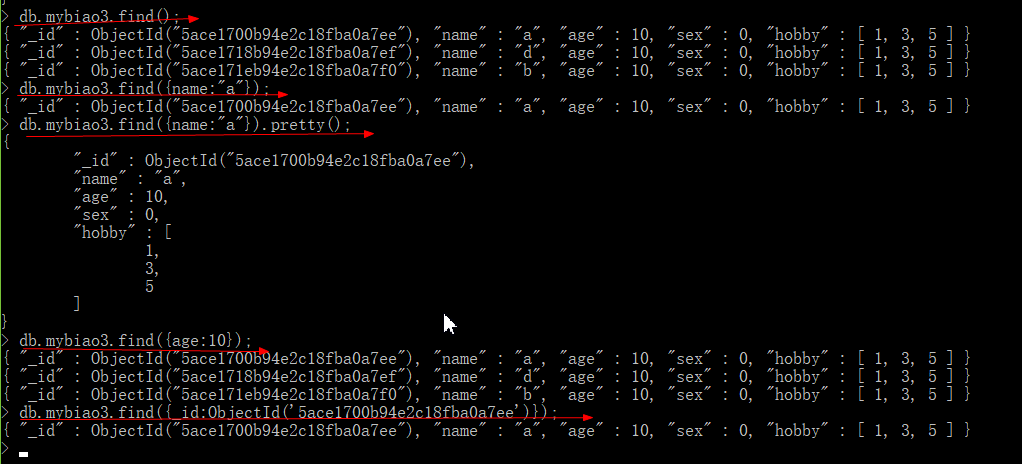 > db.mybiao3.find();
{ "_id" : ObjectId("5ace1700b94e2c18fba0a7ee"), "name" : "a", "age" : 10, "sex" : 0, "hobby" : [ 1, 3, 5 ] }
{ "_id" : ObjectId("5ace1718b94e2c18fba0a7ef"), "name" : "d", "age" : 10, "sex" : 0, "hobby" : [ 1, 3, 5 ] }
{ "_id" : ObjectId("5ace171eb94e2c18fba0a7f0"), "name" : "b", "age" : 10, "sex" : 0, "hobby" : [ 1, 3, 5 ] }
> db.mybiao3.find({name:"a"});
{ "_id" : ObjectId("5ace1700b94e2c18fba0a7ee"), "name" : "a", "age" : 10, "sex" : 0, "hobby" : [ 1, 3, 5 ] }
> db.mybiao3.find({name:"a"}).pretty();
{
"_id" : ObjectId("5ace1700b94e2c18fba0a7ee"),
"name" : "a",
"age" : 10,
"sex" : 0,
"hobby" : [
1,
3,
5
]
}
> db.mybiao3.find({age:10});
{ "_id" : ObjectId("5ace1700b94e2c18fba0a7ee"), "name" : "a", "age" : 10, "sex" : 0, "hobby" : [ 1, 3, 5 ] }
{ "_id" : ObjectId("5ace1718b94e2c18fba0a7ef"), "name" : "d", "age" : 10, "sex" : 0, "hobby" : [ 1, 3, 5 ] }
{ "_id" : ObjectId("5ace171eb94e2c18fba0a7f0"), "name" : "b", "age" : 10, "sex" : 0, "hobby" : [ 1, 3, 5 ] }
> db.mybiao3.find({_id:ObjectId('5ace1700b94e2c18fba0a7ee')});
{ "_id" : ObjectId("5ace1700b94e2c18fba0a7ee"), "name" : "a", "age" : 10, "sex" : 0, "hobby" : [ 1, 3, 5 ] }
>